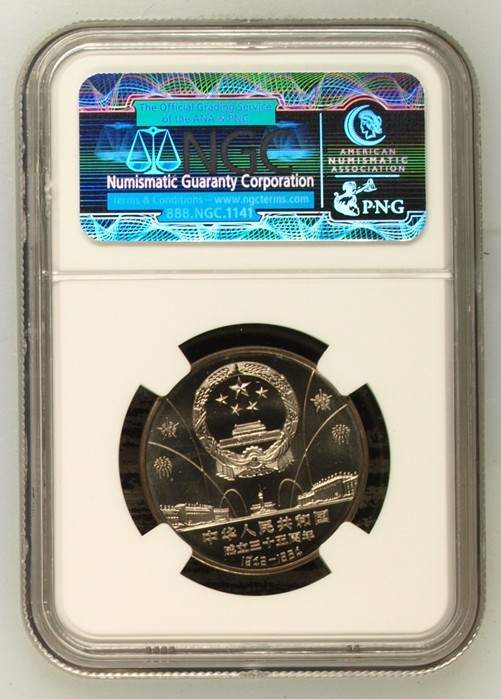 The Official Grading Service
of the ANA & PNG
NGC
Numismatic Guaranty Corporation
Terms & Conditions – www.ngcterms.com
888.NGC.1141
AMERICAN
NUMISMATIC
ASSOCIATION
PNG
中华人民共和国
成立三十五周年
1949-1984